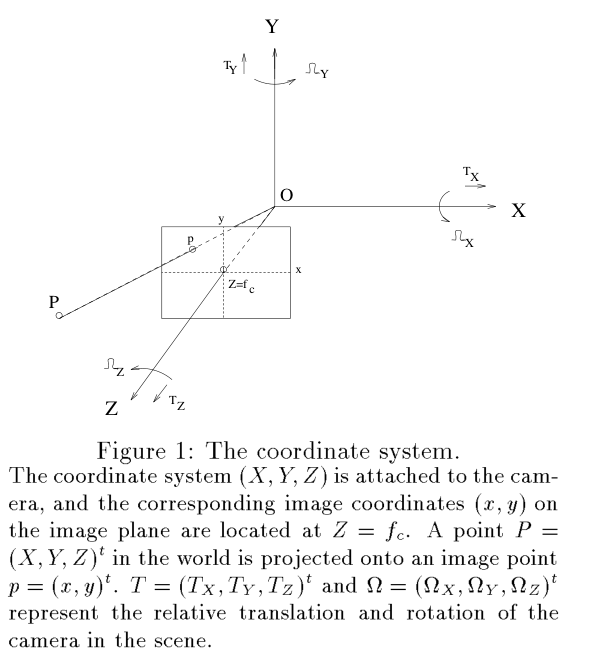 Y
T_Y Ω_Y
O
T_X
X
Ω_X
y
p
x
Z=f_c
P
Ω_Z
T_Z
Z
Figure 1: The coordinate system.
The coordinate system (X, Y, Z) is attached to the cam-
era, and the corresponding image coordinates (x, y) on
the image plane are located at Z = f_c. A point P =
(X, Y, Z)^t in the world is projected onto an image point
p = (x, y)^t. T = (T_X, T_Y, T_Z)^t and Ω = (Ω_X, Ω_Y, Ω_Z)^t
represent the relative translation and rotation of the
camera in the scene.